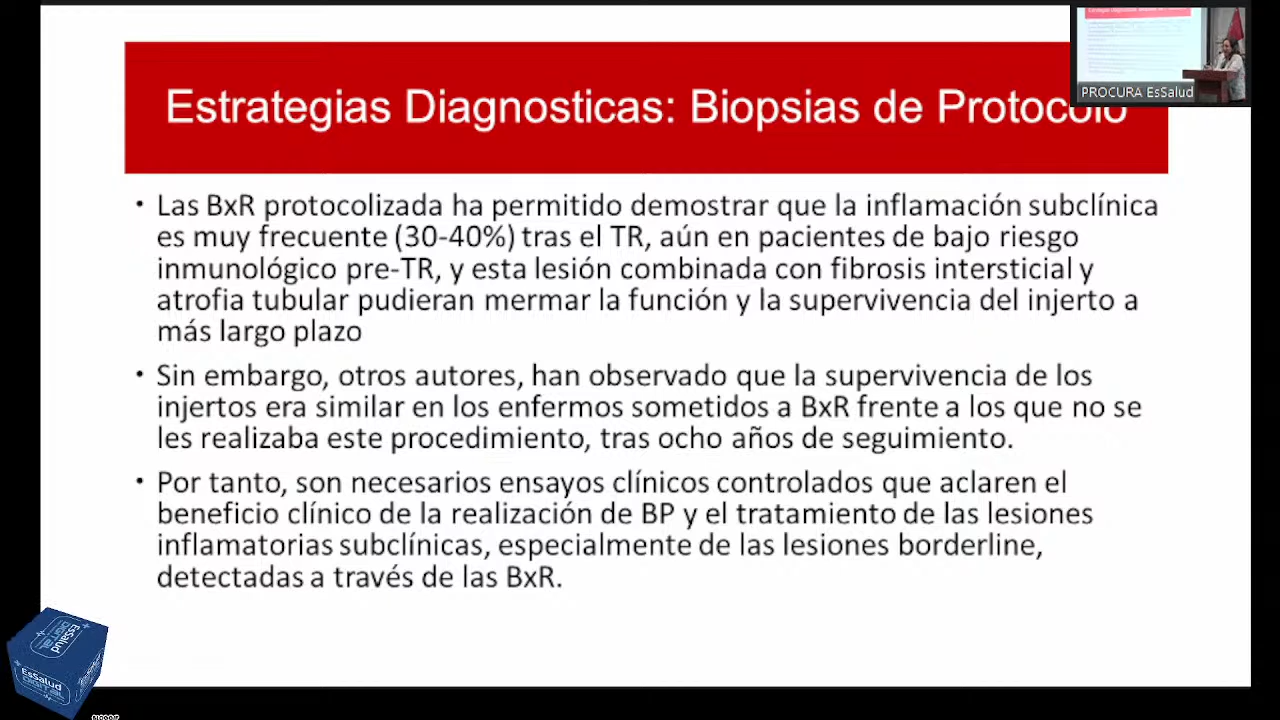 Estrategias Diagnosticas: Biopsias de Protocolo
PROCURA EsSalud
• Las BxR protocolizada ha permitido demostrar que la inflamación subclínica
es muy frecuente (30-40%) tras el TR, aún en pacientes de bajo riesgo
inmunológico pre-TR, y esta lesión combinada con fibrosis intersticial y
atrofia tubular pudieran mermar la función y la supervivencia del injerto a
más largo plazo
• Sin embargo, otros autores, han observado que la supervivencia de los
injertos era similar en los enfermos sometidos a BxR frente a los que no se
les realizaba este procedimiento, tras ocho años de seguimiento.
• Por tanto, son necesarios ensayos clínicos controlados que aclaren el
beneficio clínico de la realización de BP y el tratamiento de las lesiones
inflamatorias subclínicas, especialmente de las lesiones borderline,
detectadas a través de las BxR.
EsSalud
DIGITAL
EsSalud
DIGITAL